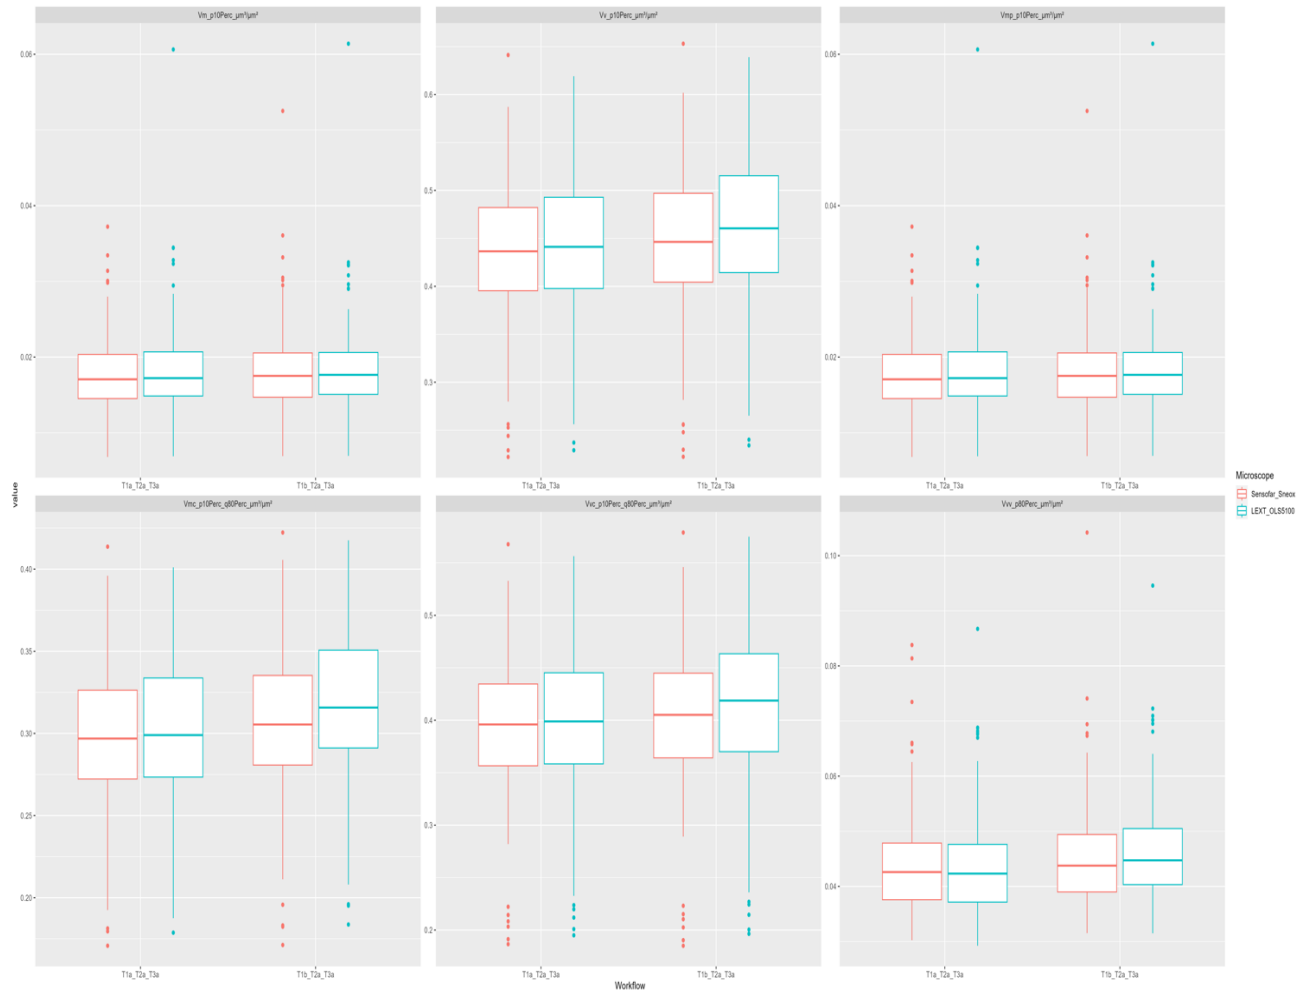 Vm_p10Perc_µm³/µm²
Vv_p10Perc_µm³/µm²
Vmp_p10Perc_µm³/µm²
0.06
0.04
0.02
0.6
0.5
0.4
0.3
0.06
0.04
0.02
T1a_T2a_T3a
T1b_T2a_T3a
T1a_T2a_T3a
T1b_T2a_T3a
T1a_T2a_T3a
T1b_T2a_T3a
value
Vmc_p10Perc_q80Perc_µm³/µm²
Vvc_p10Perc_q80Perc_µm³/µm²
Vvv_p80Perc_µm³/µm²
0.40
0.35
0.30
0.25
0.20
0.5
0.4
0.3
0.2
0.10
0.08
0.06
0.04
T1a_T2a_T3a
T1b_T2a_T3a
T1a_T2a_T3a
T1b_T2a_T3a
T1a_T2a_T3a
T1b_T2a_T3a
Workflow
Microscope
Sensofar_Sneox
LEXT_OLS5100